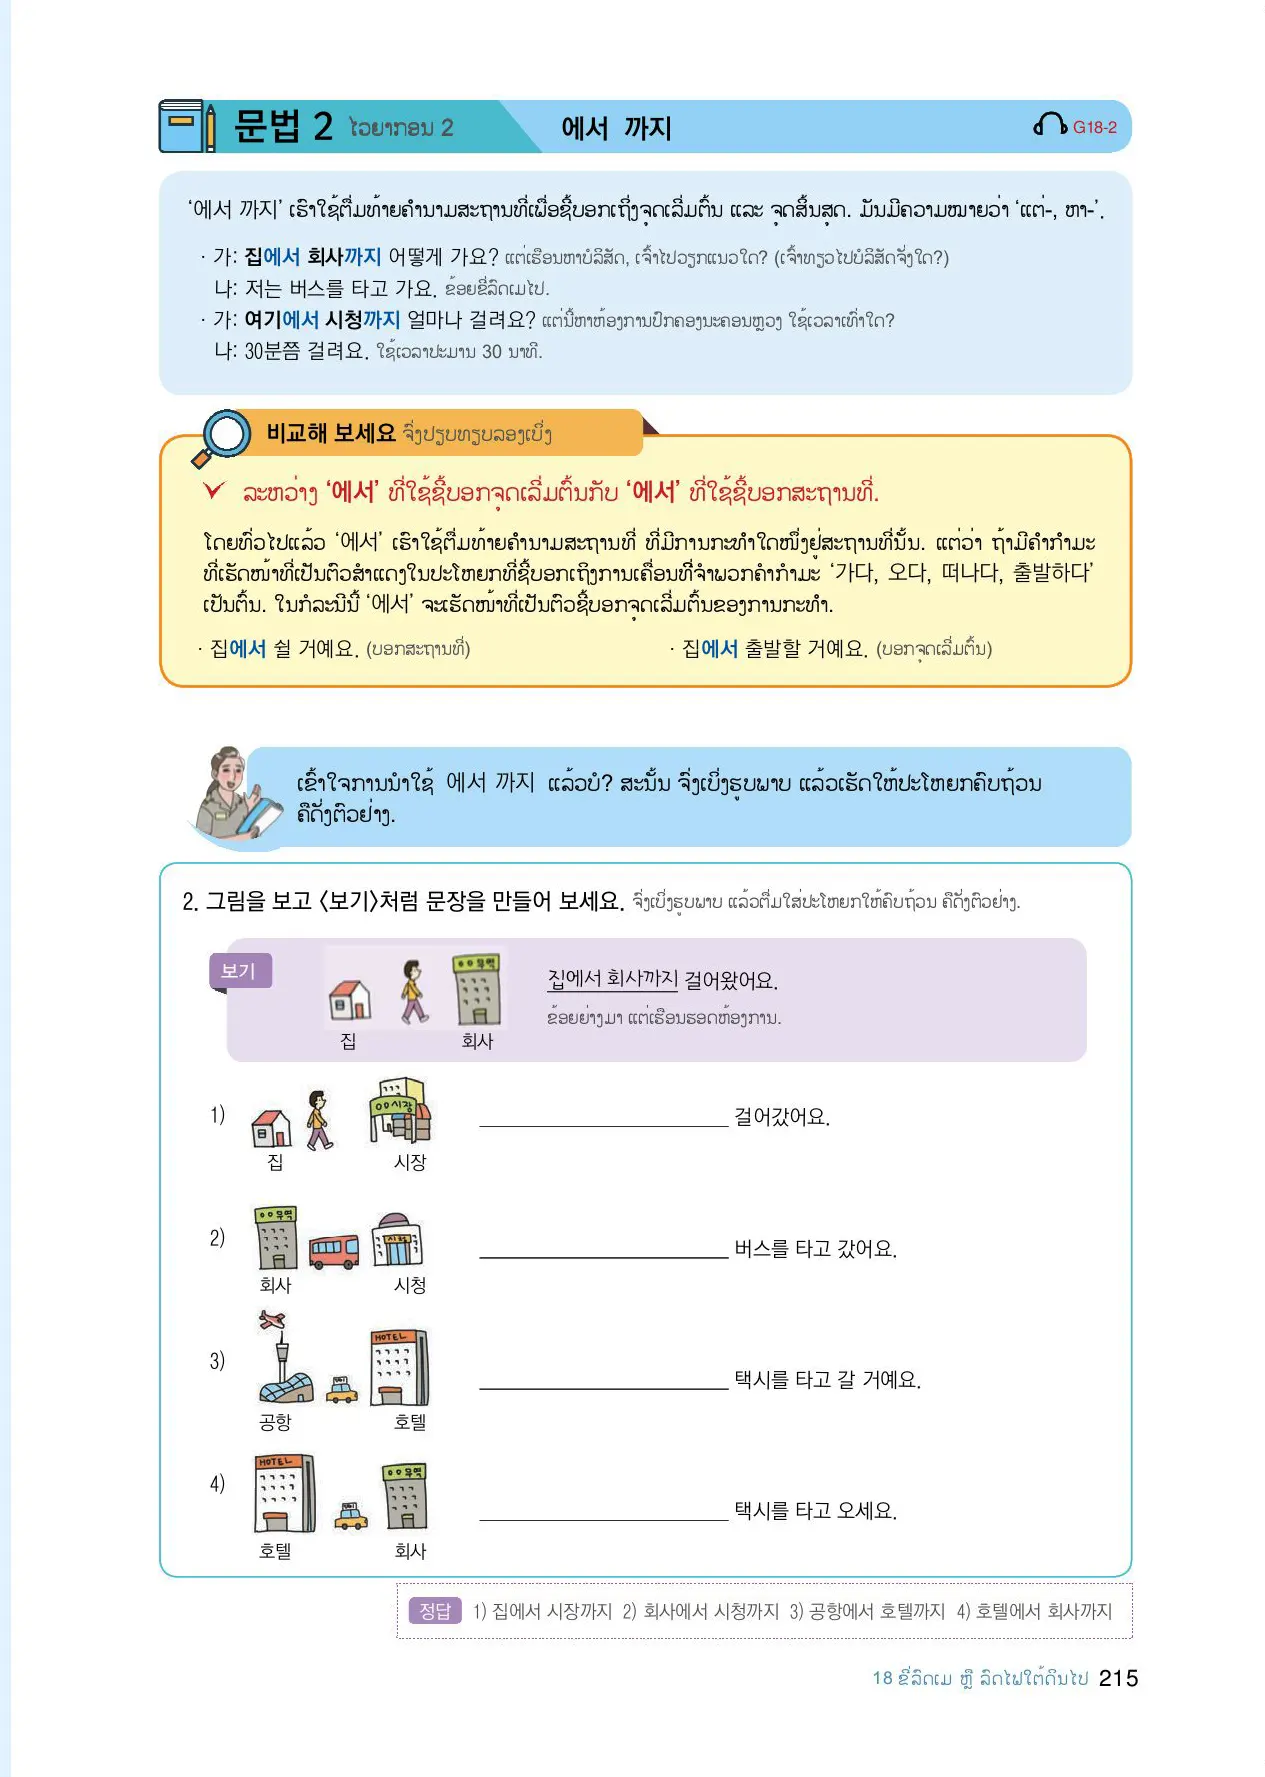 문법 2 ໄວຍາກອນ 2 에서 까지 G18-2
‘에서 까지’ ເຮົາໃຊ້ຕື່ມທ້າຍຄຳນາມສະຖານທີ່ເພື່ອຊີ້ບອກເຖິ່ງຈຸດເລີ່ມຕົ້ນ ແລະ ຈຸດສິ້ນສຸດ. ມັນມີຄວາມໝາຍວ່າ ‘ແຕ່-, ຫາ-’.
· 가: 집에서 회사까지 어떻게 가요? ແຕ່ເຮືອນຫາບໍລິສັດ, ເຈົ້າໄປວຽກແນວໃດ? (ເຈົ້າທຽວໄປບໍລິສັດຈັ່ງໃດ?)
나: 저는 버스를 타고 가요. ຂ້ອຍຂີ່ລົດເມໄປ.
· 가: 여기에서 시청까지 얼마나 걸려요? ແຕ່ນີ້ຫາຫ້ອງການປົກຄອງນະຄອນຫຼວງ ໃຊ້ເວລາເທົ່າໃດ?
나: 30분쯤 걸려요. ໃຊ້ເວລາປະມານ 30 ນາທີ.
비교해 보세요 ຈົ່ງປຽບທຽບລອງເບິ່ງ
ລະຫວ່າງ ‘에서’ ທີ່ໃຊ້ຊີ້ບອກຈຸດເລີ່ມຕົ້ນກັບ ‘에서’ ທີ່ໃຊ້ຊີ້ບອກສະຖານທີ່.
ໂດຍທົ່ວໄປແລ້ວ ‘에서’ ເຮົາໃຊ້ຕື່ມທ້າຍຄຳນາມສະຖານທີ່ ທີ່ມີການກະທຳໃດໜຶ່ງຢູ່ສະຖານທີ່ນັ້ນ. ແຕ່ວ່າ ຖ້າມີຄຳກຳມະ
ທີ່ເຮັດໜ້າທີ່ເປັນຕົວສຳແດງໃນປະໂຫຍກທີ່ຊີ້ບອກເຖິງການເຄື່ອນທີ່ຈຳພວກຄຳກຳມະ ‘가다, 오다, 떠나다, 출발하다’
ເປັນຕົ້ນ. ໃນກໍລະນີນີ້ ‘에서’ ຈະເຮັດໜ້າທີ່ເປັນຕົວຊີ້ບອກຈຸດເລີ່ມຕົ້ນຂອງການກະທຳ.
· 집에서 쉴 거예요. (ບອກສະຖານທີ່) · 집에서 출발할 거예요. (ບອກຈຸດເລີ່ມຕົ້ນ)
ເຂົ້າໃຈການນຳໃຊ້ 에서 까지 ແລ້ວບໍ? ສະນັ້ນ ຈົ່ງເບິ່ງຮູບພາບ ແລ້ວເຮັດໃຫ້ປະໂຫຍກຄົບຖ້ວນ
ຄືດັ່ງຕົວຢ່າງ.
2. 그림을 보고 〈보기〉처럼 문장을 만들어 보세요. ຈົ່ງເບິ່ງຮູບພາບ ແລ້ວຕື່ມໃສ່ປະໂຫຍກໃຫ້ຄົບຖ້ວນ ຄືດັ່ງຕົວຢ່າງ.
보기
ㅇㅇ무역
집에서 회사까지 걸어왔어요.
ຂ້ອຍຍ່າງມາ ແຕ່ເຮືອນຮອດຫ້ອງການ.
집 회사
1) ㅇㅇ시장 걸어갔어요.
집 시장
2) ㅇㅇ무역 시청 버스를 타고 갔어요.
회사 시청
3) HOTEL 택시를 타고 갈 거예요.
공항 호텔
4) HOTEL ㅇㅇ무역 택시를 타고 오세요.
호텔 회사
정답 1) 집에서 시장까지 2) 회사에서 시청까지 3) 공항에서 호텔까지 4) 호텔에서 회사까지
18 ຂີ່ລົດເມ ຫຼື ລົດໄຟໃຕ້ດິນໄປ 215